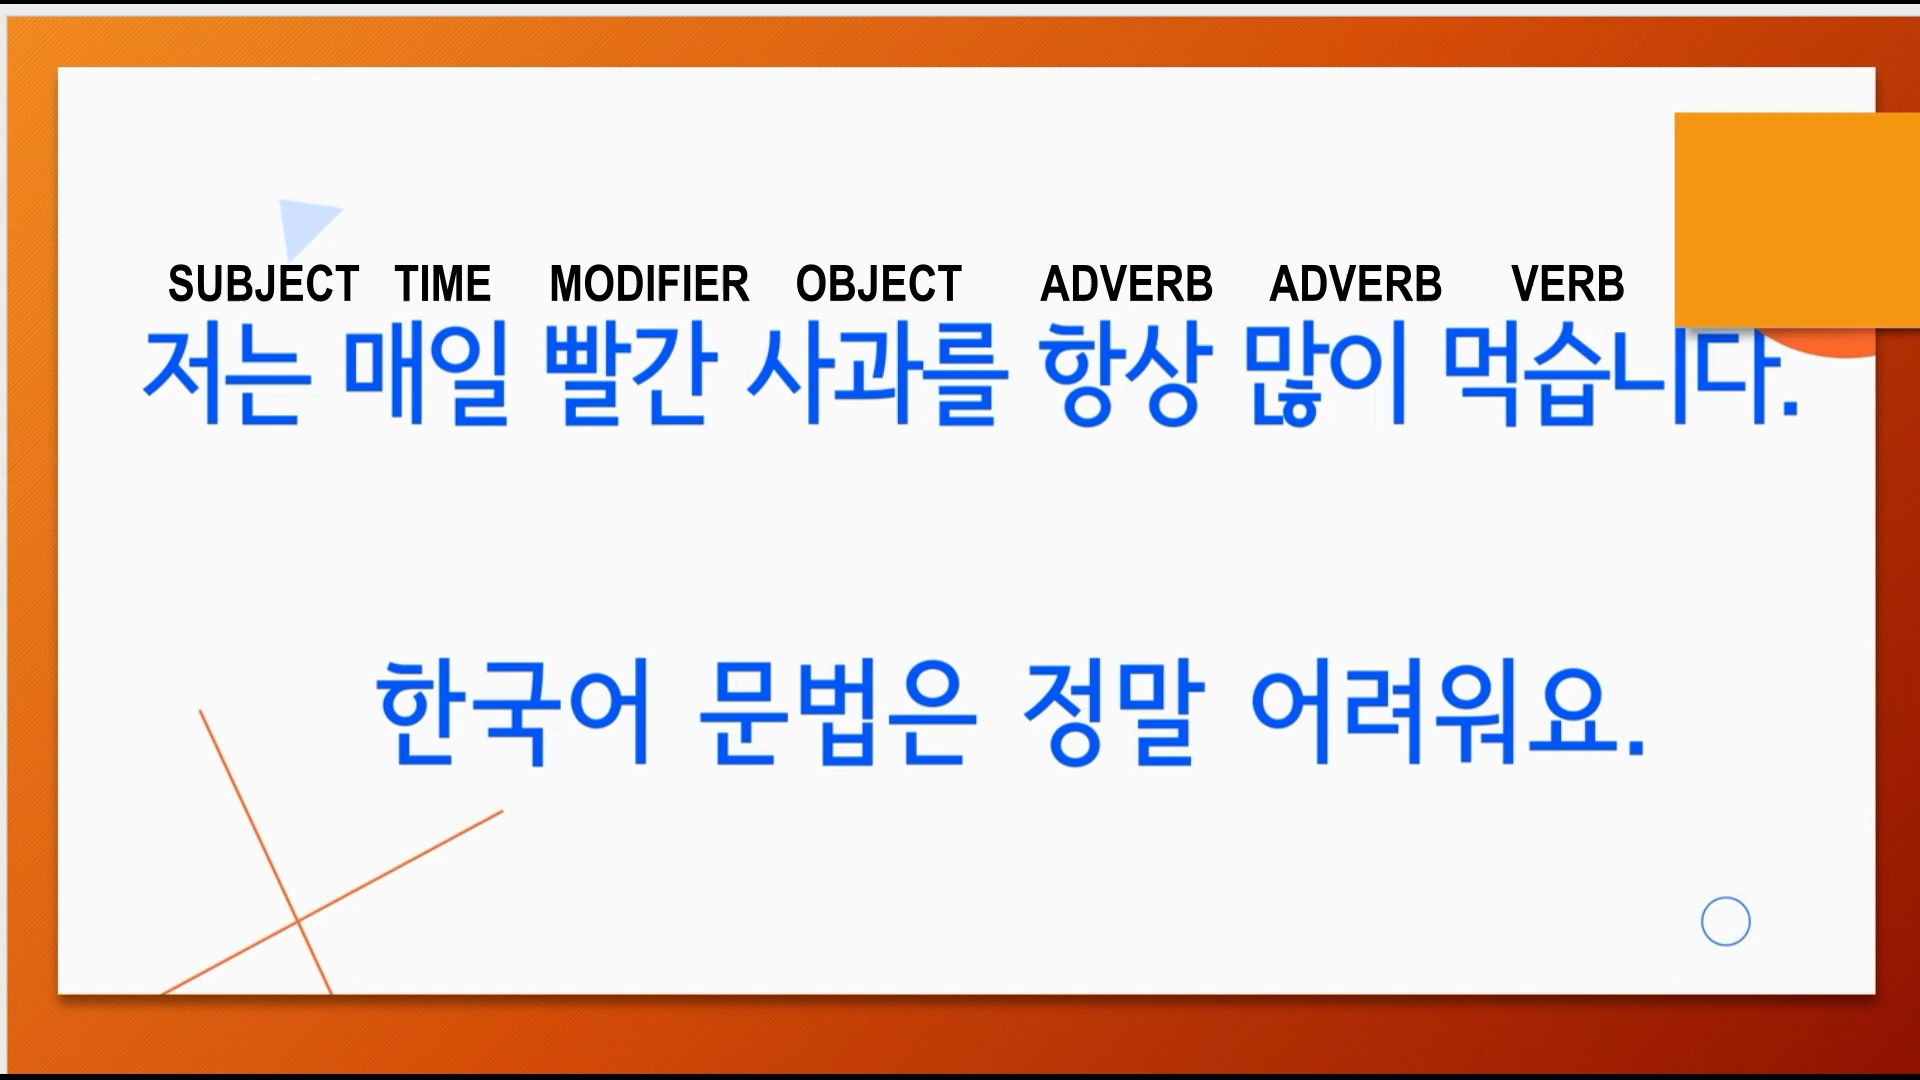 SUBJECT TIME MODIFIER OBJECT ADVERB ADVERB VERB
저는 매일 빨간 사과를 항상 많이 먹습니다.
한국어 문법은 정말 어려워요.